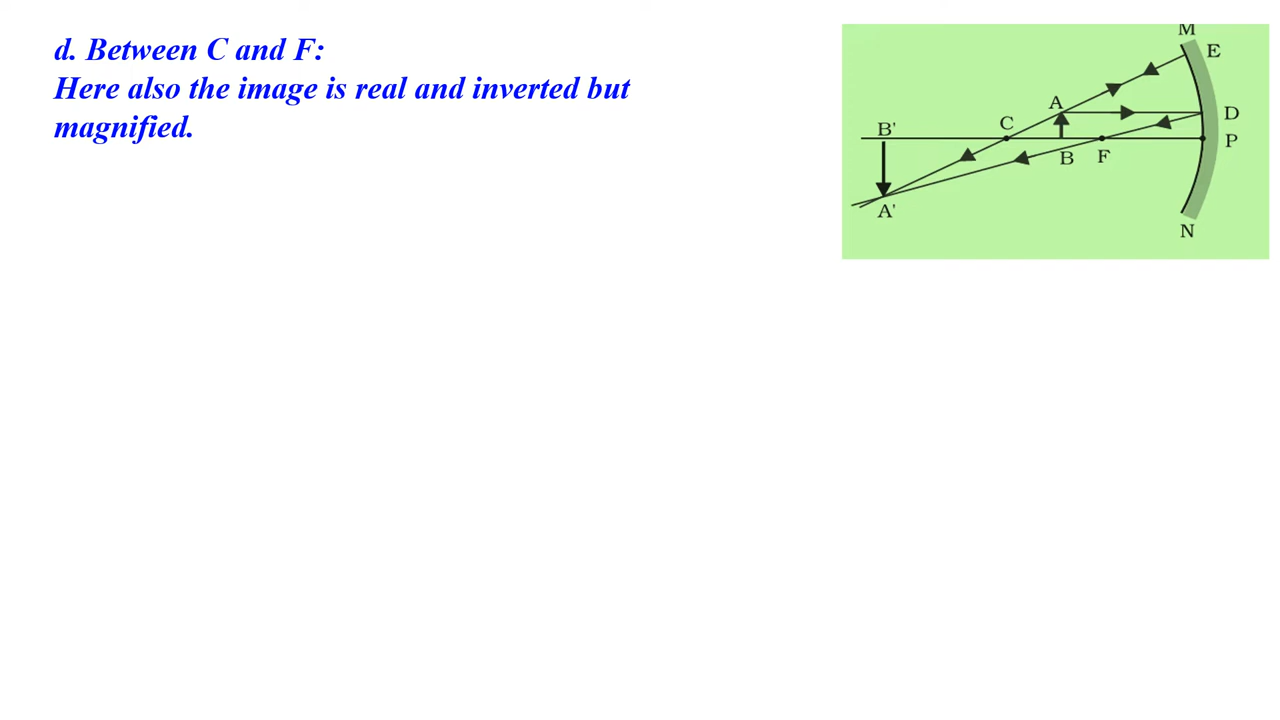 d. Between C and F:
Here also the image is real and inverted but
magnified.
M
E
A
D
C
B'
P
B
F
A'
N